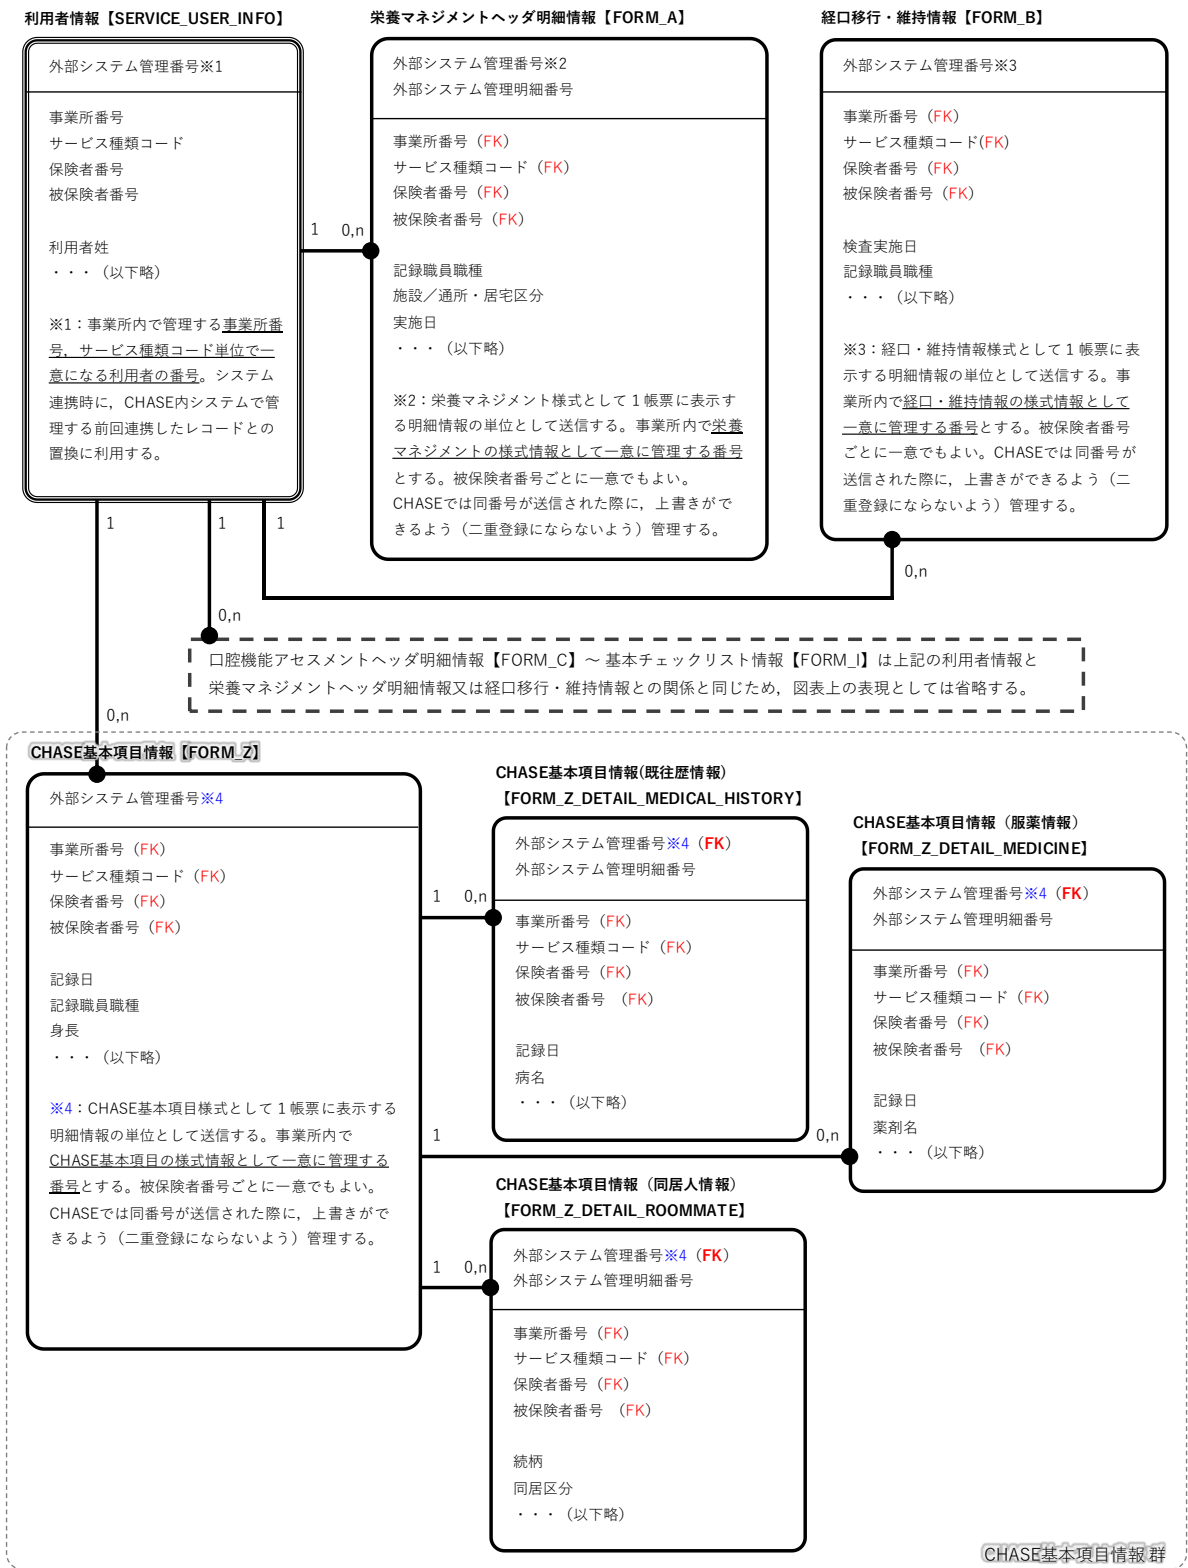 利用者情報【SERVICE_USER_INFO】
外部システム管理番号※1
事業所番号
サービス種類コード
保険者番号
被保険者番号
利用者姓
・・・（以下略）
※1：事業所内で管理する事業所番
号，サービス種類コード単位で一
意になる利用者の番号。システム
連携時に，CHASE内システムで管
理する前回連携したレコードとの
置換に利用する。
1
0,n
栄養マネジメントヘッダ明細情報【FORM_A】
外部システム管理番号※2
外部システム管理明細番号
事業所番号（FK）
サービス種類コード（FK）
保険者番号（FK）
被保険者番号（FK）
記録職員職種
施設／通所・居宅区分
実施日
・・・（以下略）
※2：栄養マネジメント様式として１帳票に表示す
る明細情報の単位として送信する。事業所内で栄養
マネジメントの様式情報として一意に管理する番号
とする。被保険者番号ごとに一意でもよい。
CHASEでは同番号が送信された際に，上書きがで
きるよう（二重登録にならないよう）管理する。
経口移行・維持情報【FORM_B】
外部システム管理番号※3
事業所番号（FK）
サービス種類コード(FK)
保険者番号（FK）
被保険者番号（FK）
検査実施日
記録職員職種
・・・（以下略）
※3：経口・維持情報様式として１帳票に表
示する明細情報の単位として送信する。事
業所内で経口・維持情報の様式情報として
一意に管理する番号とする。被保険者番号
ごとに一意でもよい。CHASEでは同番号が
送信された際に，上書きができるよう（二
重登録にならないよう）管理する。
1
1
1
0,n
0,n
口腔機能アセスメントヘッダ明細情報【FORM_C】～ 基本チェックリスト情報【FORM_I】は上記の利用者情報と
栄養マネジメントヘッダ明細情報又は経口移行・維持情報との関係と同じため，図表上の表現としては省略する。
0,n
CHASE基本項目情報【FORM_Z】
外部システム管理番号※4
事業所番号（FK）
サービス種類コード（FK）
保険者番号（FK）
被保険者番号（FK）
記録日
記録職員職種
身長
・・・（以下略）
※4：CHASE基本項目様式として１帳票に表示する
明細情報の単位として送信する。事業所内で
CHASE基本項目の様式情報として一意に管理する
番号とする。被保険者番号ごとに一意でもよい。
CHASEでは同番号が送信された際に，上書きがで
きるよう（二重登録にならないよう）管理する。
1
0,n
CHASE基本項目情報(既往歴情報）
【FORM_Z_DETAIL_MEDICAL_HISTORY】
外部システム管理番号※4（FK）
外部システム管理明細番号
事業所番号（FK）
サービス種類コード（FK）
保険者番号（FK）
被保険者番号 （FK）
記録日
病名
・・・（以下略）
CHASE基本項目情報（服薬情報）
【FORM_Z_DETAIL_MEDICINE】
外部システム管理番号※4（FK）
外部システム管理明細番号
事業所番号（FK）
サービス種類コード（FK）
保険者番号（FK）
被保険者番号 （FK）
記録日
薬剤名
・・・（以下略）
1
0,n
CHASE基本項目情報（同居人情報）
【FORM_Z_DETAIL_ROOMMATE】
外部システム管理番号※4（FK）
外部システム管理明細番号
1
0,n
事業所番号（FK）
サービス種類コード（FK）
保険者番号（FK）
被保険者番号 （FK）
続柄
同居区分
・・・（以下略）
CHASE基本項目情報群